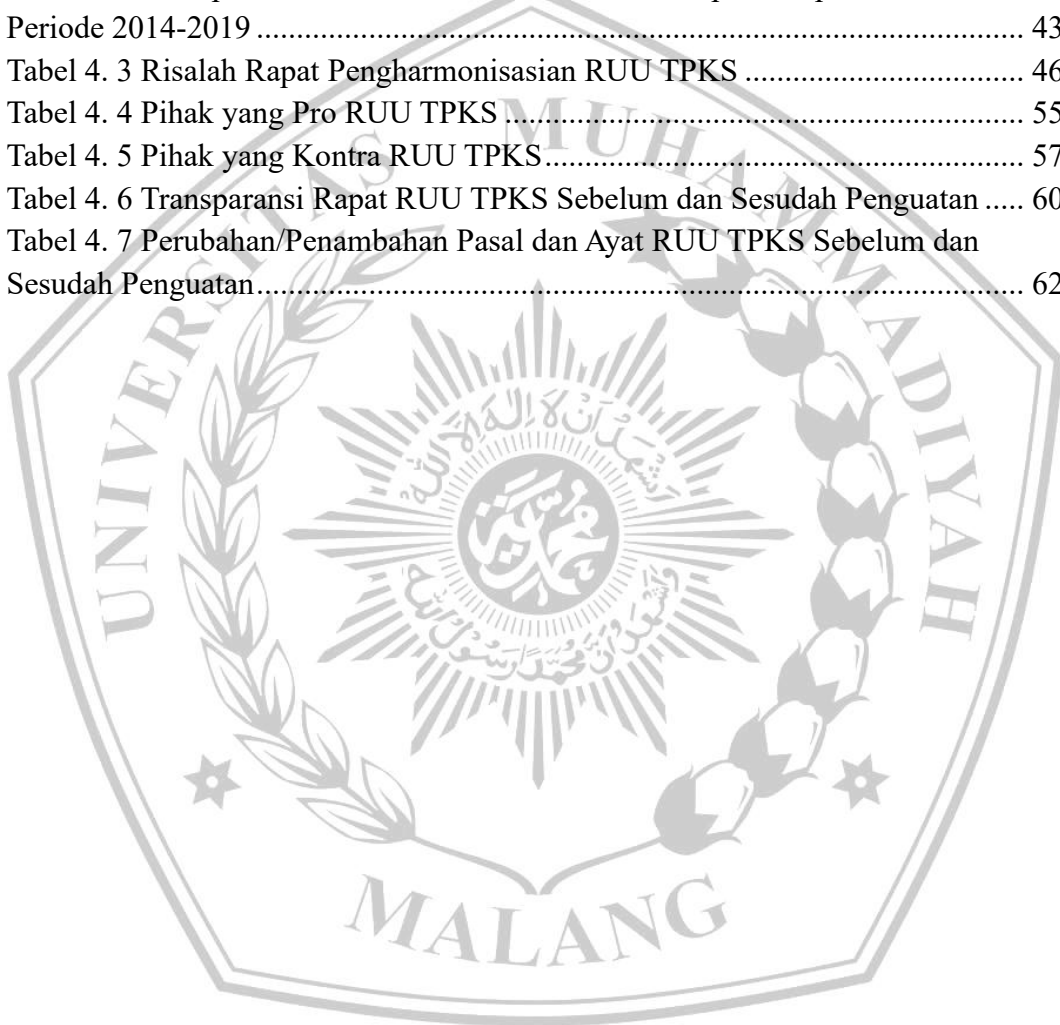 Periode 2014-2019 ........................................................................................ 43
Tabel 4. 3 Risalah Rapat Pengharmonisasian RUU TPKS ................................... 46
Tabel 4. 4 Pihak yang Pro RUU TPKS ................................................................. 55
Tabel 4. 5 Pihak yang Kontra RUU TPKS ............................................................ 57
Tabel 4. 6 Transparansi Rapat RUU TPKS Sebelum dan Sesudah Penguatan ..... 60
Tabel 4. 7 Perubahan/Penambahan Pasal dan Ayat RUU TPKS Sebelum dan
Sesudah Penguatan ................................................................................................ 62
UNIVERSITAS MUHAMMADIYAH
MALANG